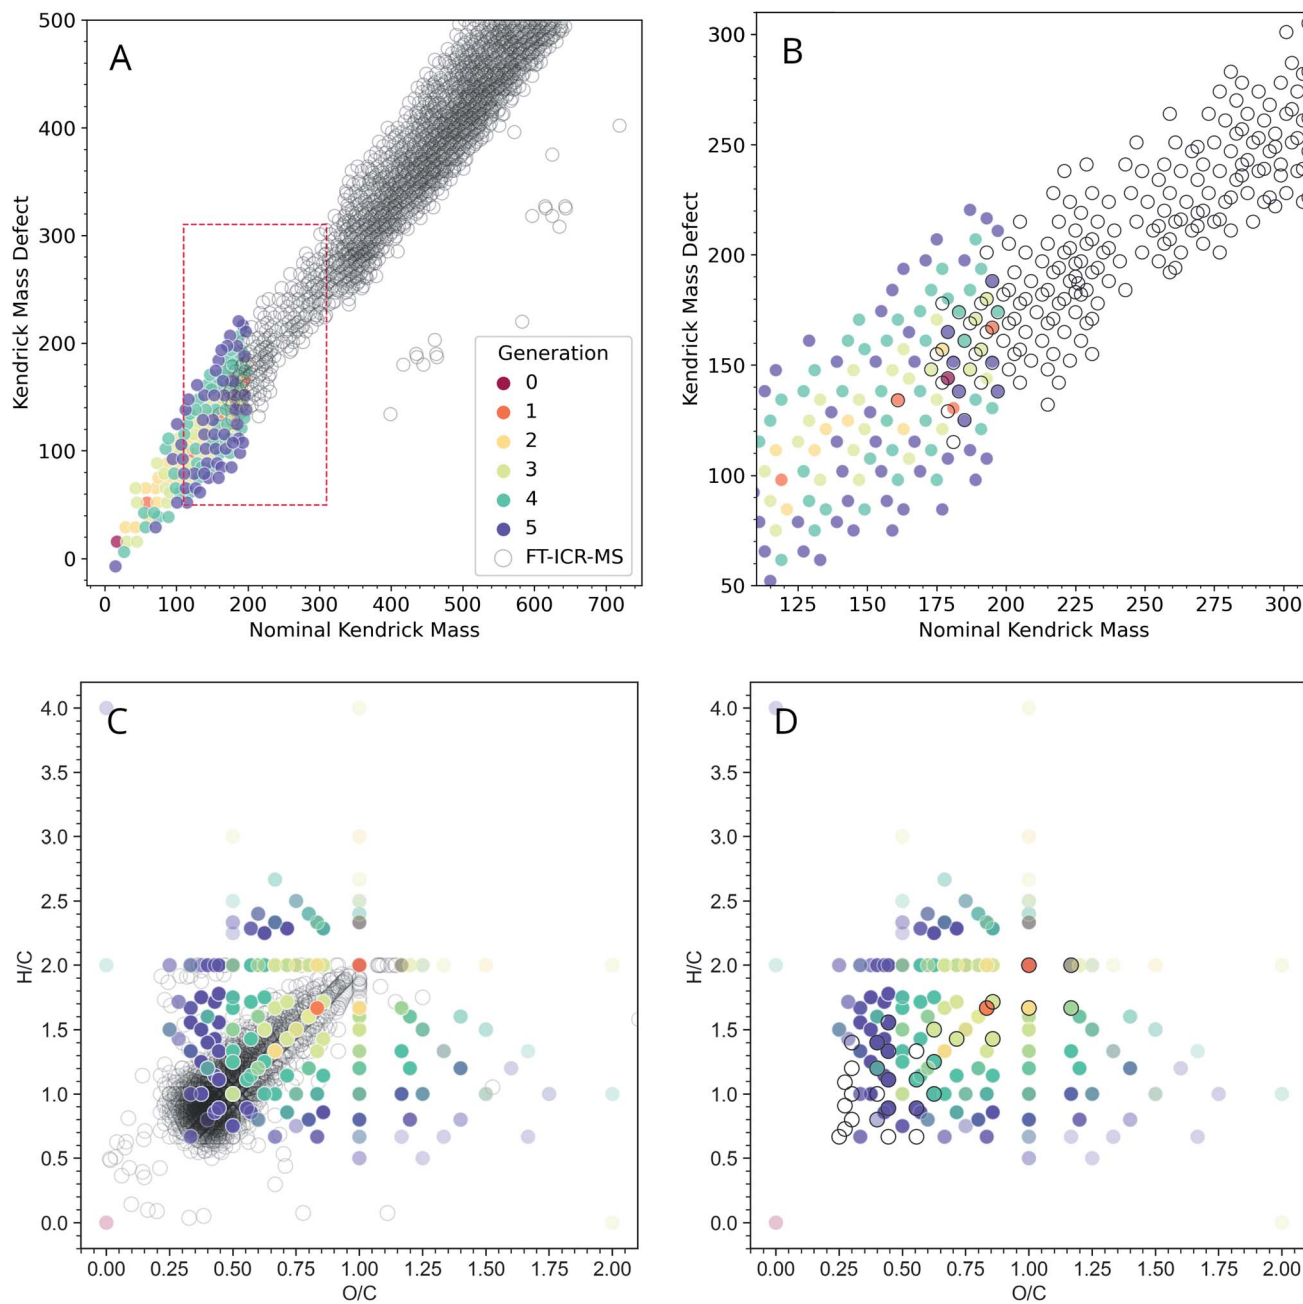 A
500
400
300
200
100
0
Kendrick Mass Defect
0 100 200 300 400 500 600 700
Nominal Kendrick Mass
Generation
0
1
2
3
4
5
FT-ICR-MS
B
300
250
200
150
100
50
Kendrick Mass Defect
125 150 175 200 225 250 275 300
Nominal Kendrick Mass
C
4.0
3.5
3.0
2.5
2.0
1.5
1.0
0.5
0.0
H/C
0.00 0.25 0.50 0.75 1.00 1.25 1.50 1.75 2.00
O/C
D
4.0
3.5
3.0
2.5
2.0
1.5
1.0
0.5
0.0
H/C
0.00 0.25 0.50 0.75 1.00 1.25 1.50 1.75 2.00
O/C